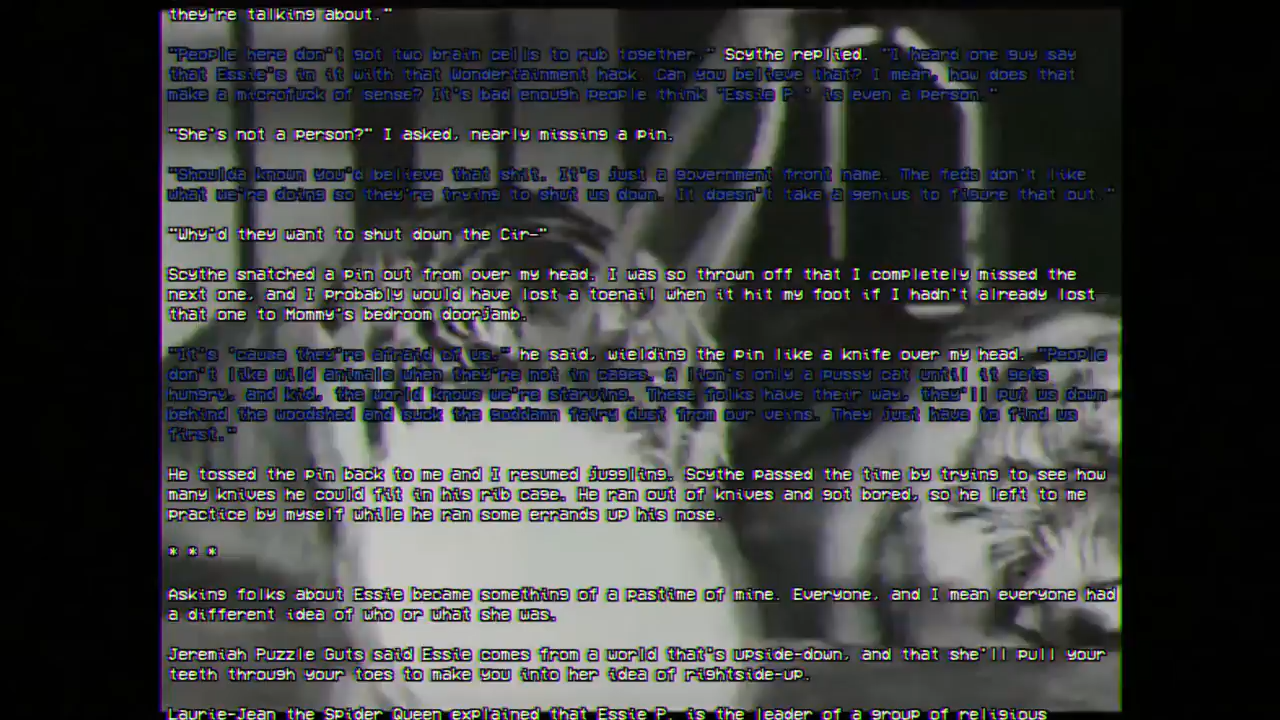 they're talking about."
"People here don't got two brain cells to rub together." Scythe replied. "I heard one guy say
that Essie's in it with that Wondertainment hack. Can you believe that? I mean, how does that
make a microfuck of sense? It's bad enough people think 'Essie P.' is even a person."
"She's not a person?" I asked, nearly missing a pin.
"Shoulda known you'd believe that shit. It's just a government front name. The feds don't like
what we're doing so they're trying to shut us down. It doesn't take a genius to figure that out."
"Why'd they want to shut down the Cir—"
Scythe snatched a pin out from over my head. I was so thrown off that I completely missed the
next one, and I probably would have lost a toenail when it hit my foot if I hadn't already lost
that one to Mommy's bedroom doorjamb.
"It's 'cause they're afraid of us." he said, wielding the pin like a knife over my head. "People
don't like wild animals when they're not in cages. A lion's only a pussy cat until it gets
hungry, and kid, the world knows we're starving. These folks have their way, they'll put us down
behind the woodshed and suck the goddamn fairy dust from our veins. They just have to find us
first."
He tossed the pin back to me and I resumed juggling. Scythe passed the time by trying to see how
many knives he could fit in his rib cage. He ran out of knives and got bored, so he left to me
practice by myself while he ran some errands up his nose.
* * *
Asking folks about Essie became something of a pastime of mine. Everyone, and I mean everyone had
a different idea of who or what she was.
Jeremiah Puzzle Guts said Essie comes from a world that's upside-down, and that she'll pull your
teeth through your toes to make you into her idea of rightside-up.
Laurie-Jean the Spider Queen explained that Essie P. is the leader of a group of religious